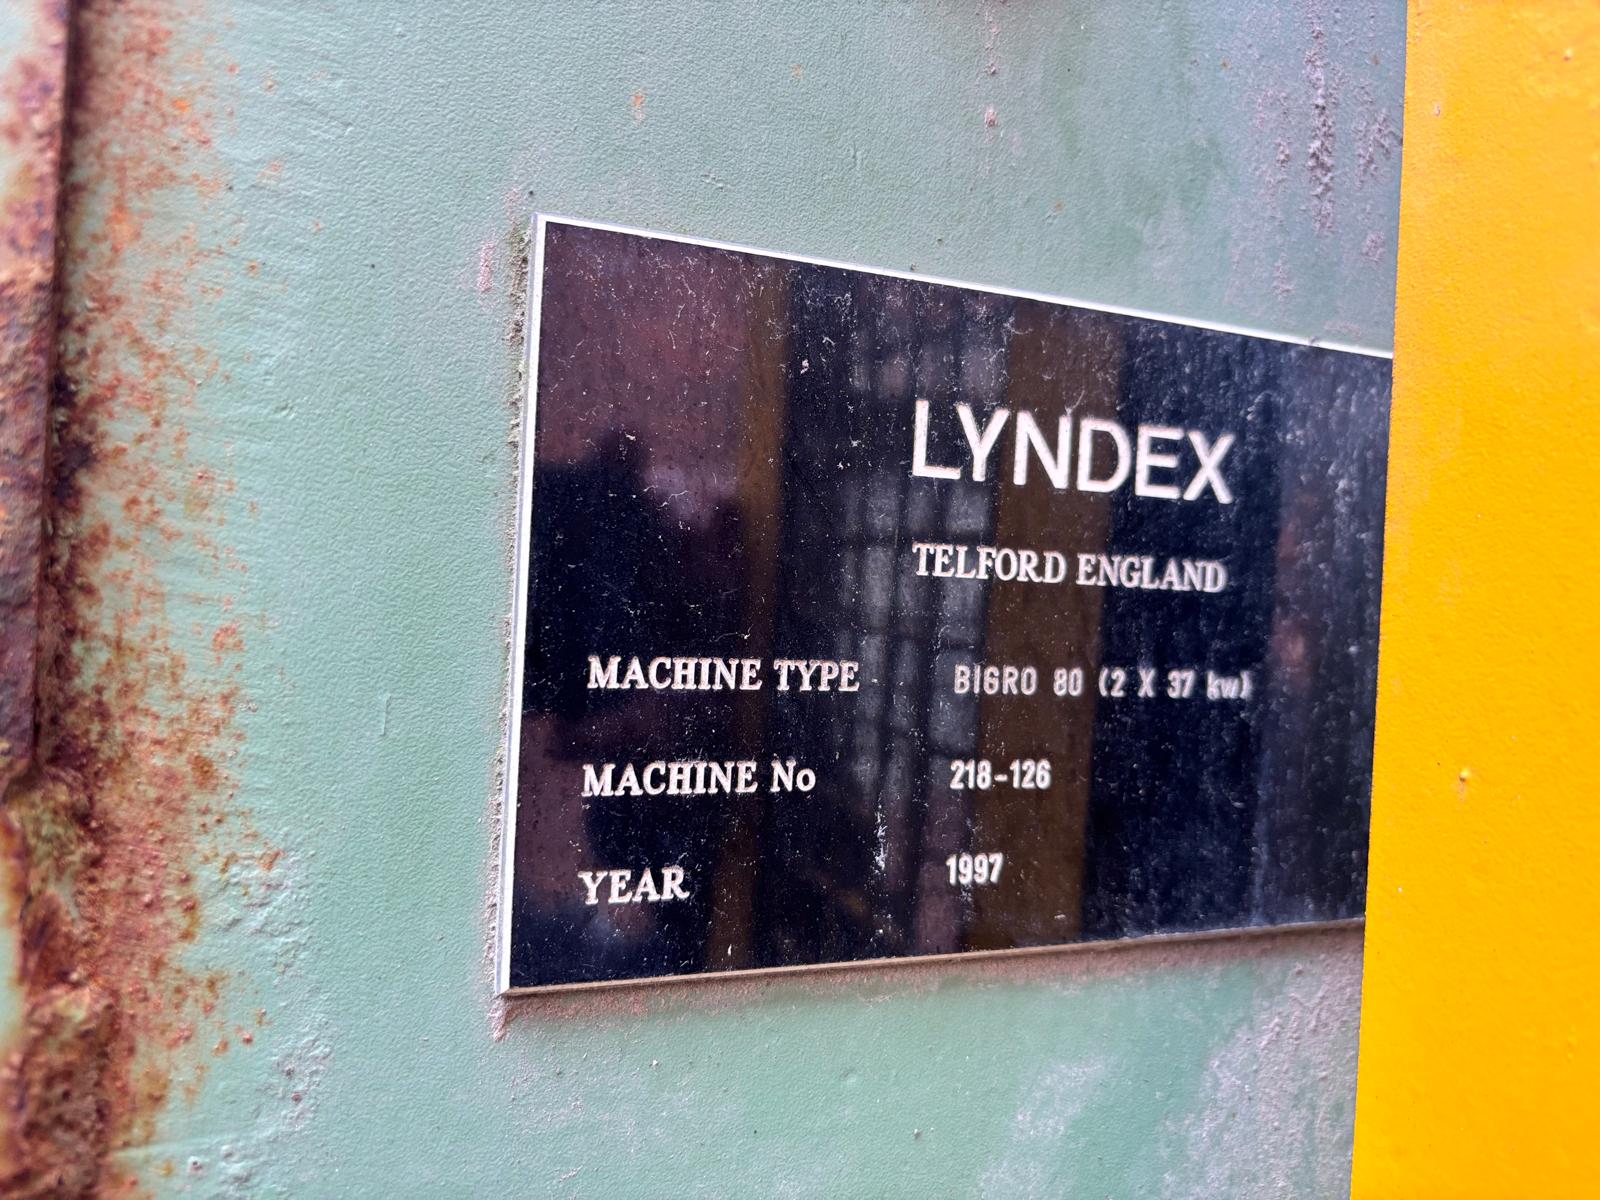 LYNDEX
TELFORD ENGLAND
MACHINE TYPE BIGRO 80 (2 X 37 kw)
MACHINE No 218-126
YEAR 1997